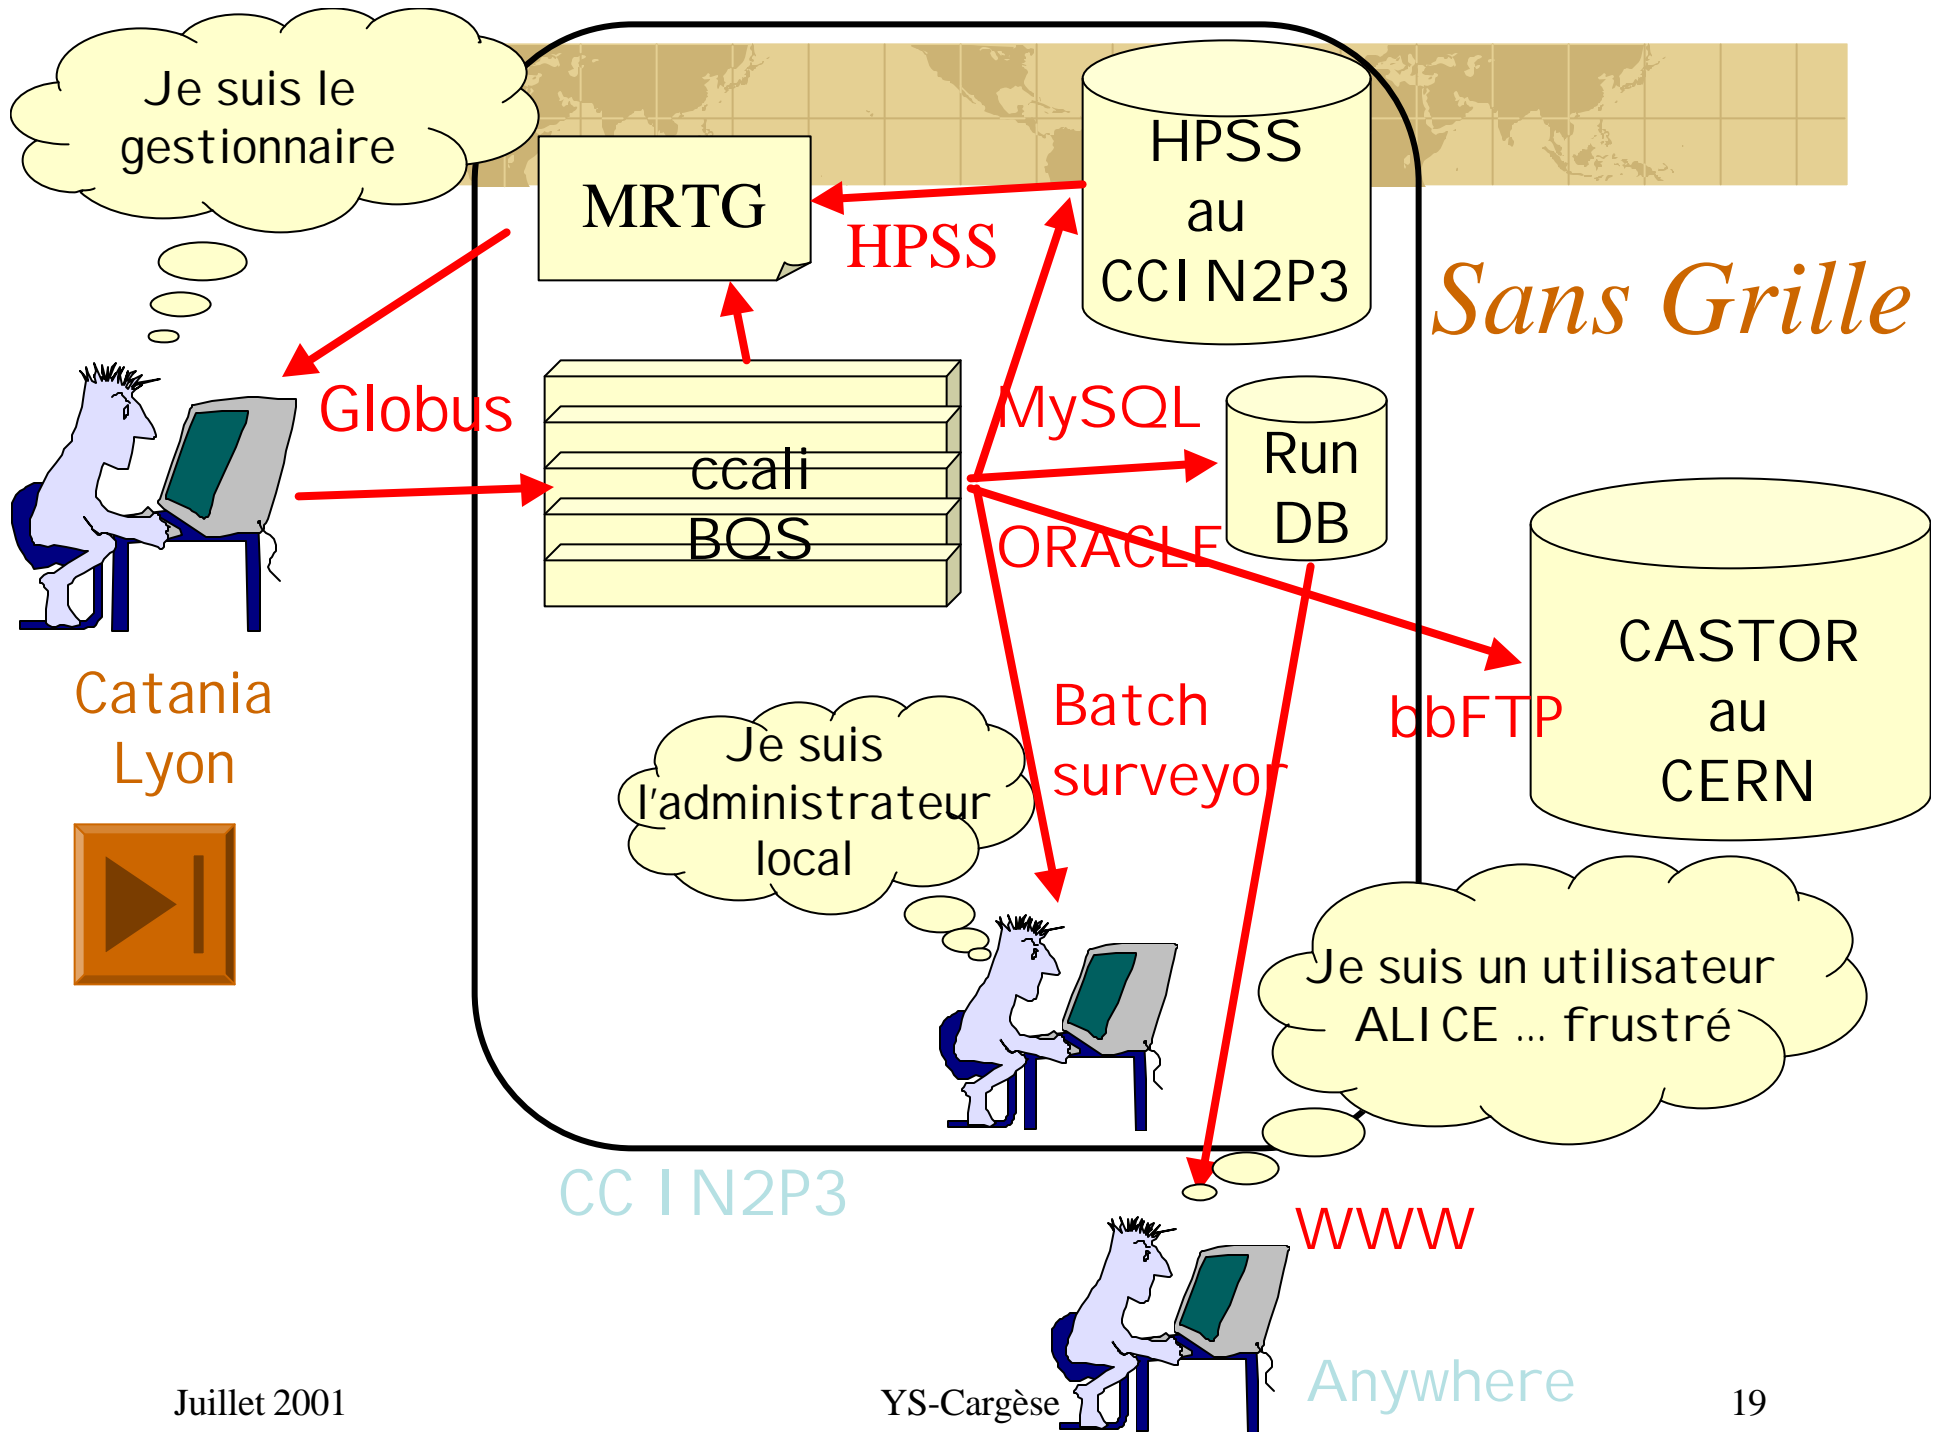 Je suis le
gestionnaire
MRTG
HPSS
HPSS
au
CCIN2P3
Sans Grille
Globus
ccali
BQS
MySQL
Run
DB
ORACLE
CASTOR
au
CERN
Catania
Lyon
Batch
surveyor
bbFTP
Je suis
l'administrateur
local
Je suis un utilisateur
ALICE ... frustré
CC IN2P3
WWW
Anywhere
Juillet 2001
YS-Cargèse
19